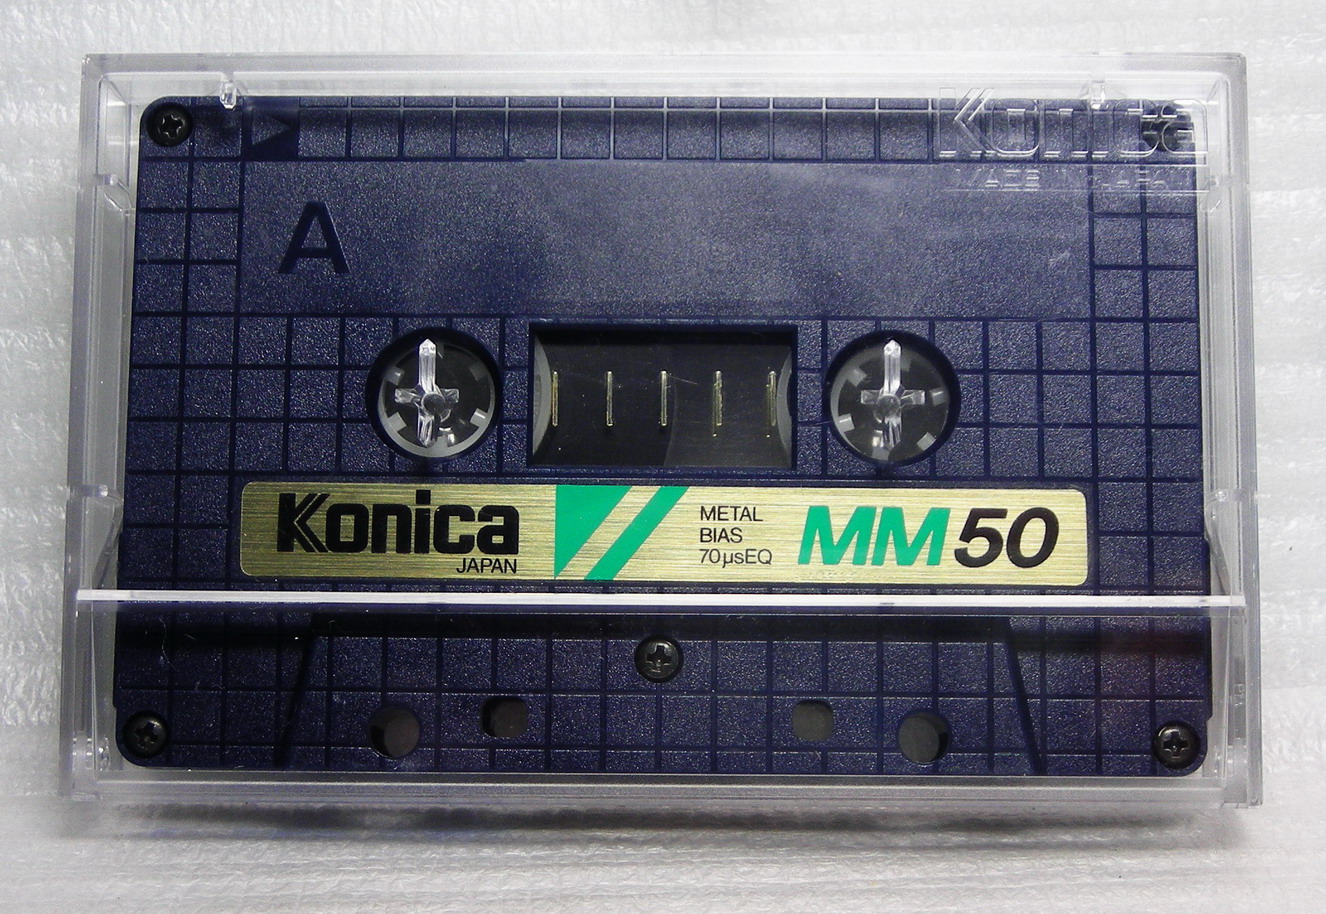 Konica
MADE IN JAPAN
A
Konica
JAPAN
METAL
BIAS
70μsEQ
MM50